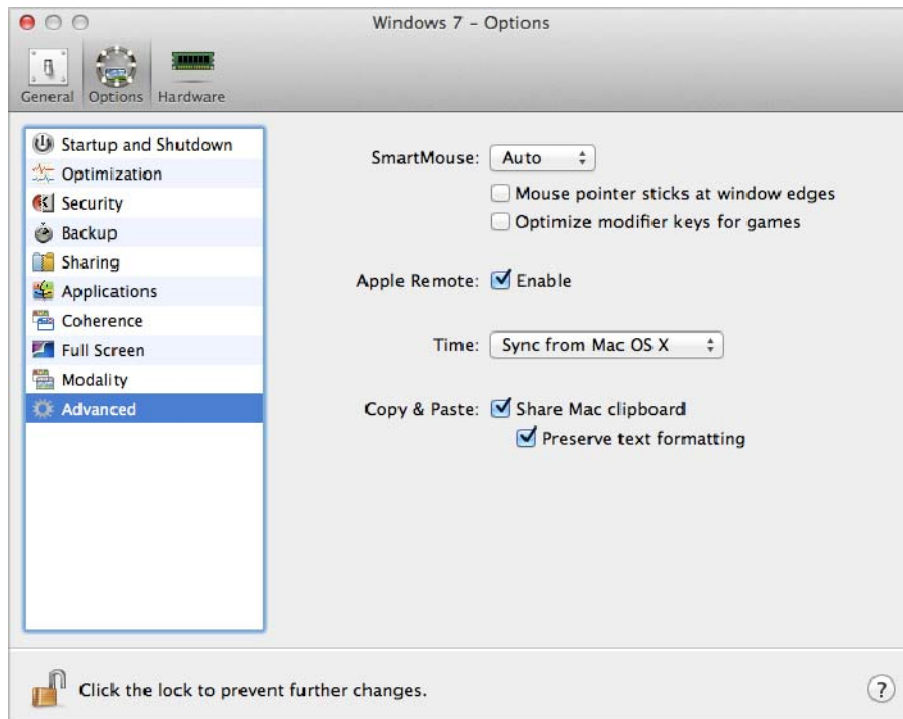 Windows 7 – Options
General Options Hardware
Startup and Shutdown
Optimization
Security
Backup
Sharing
Applications
Coherence
Full Screen
Modality
Advanced
SmartMouse: Auto
Mouse pointer sticks at window edges
Optimize modifier keys for games
Apple Remote: Enable
Time: Sync from Mac OS X
Copy & Paste: Share Mac clipboard
Preserve text formatting
Click the lock to prevent further changes.
?